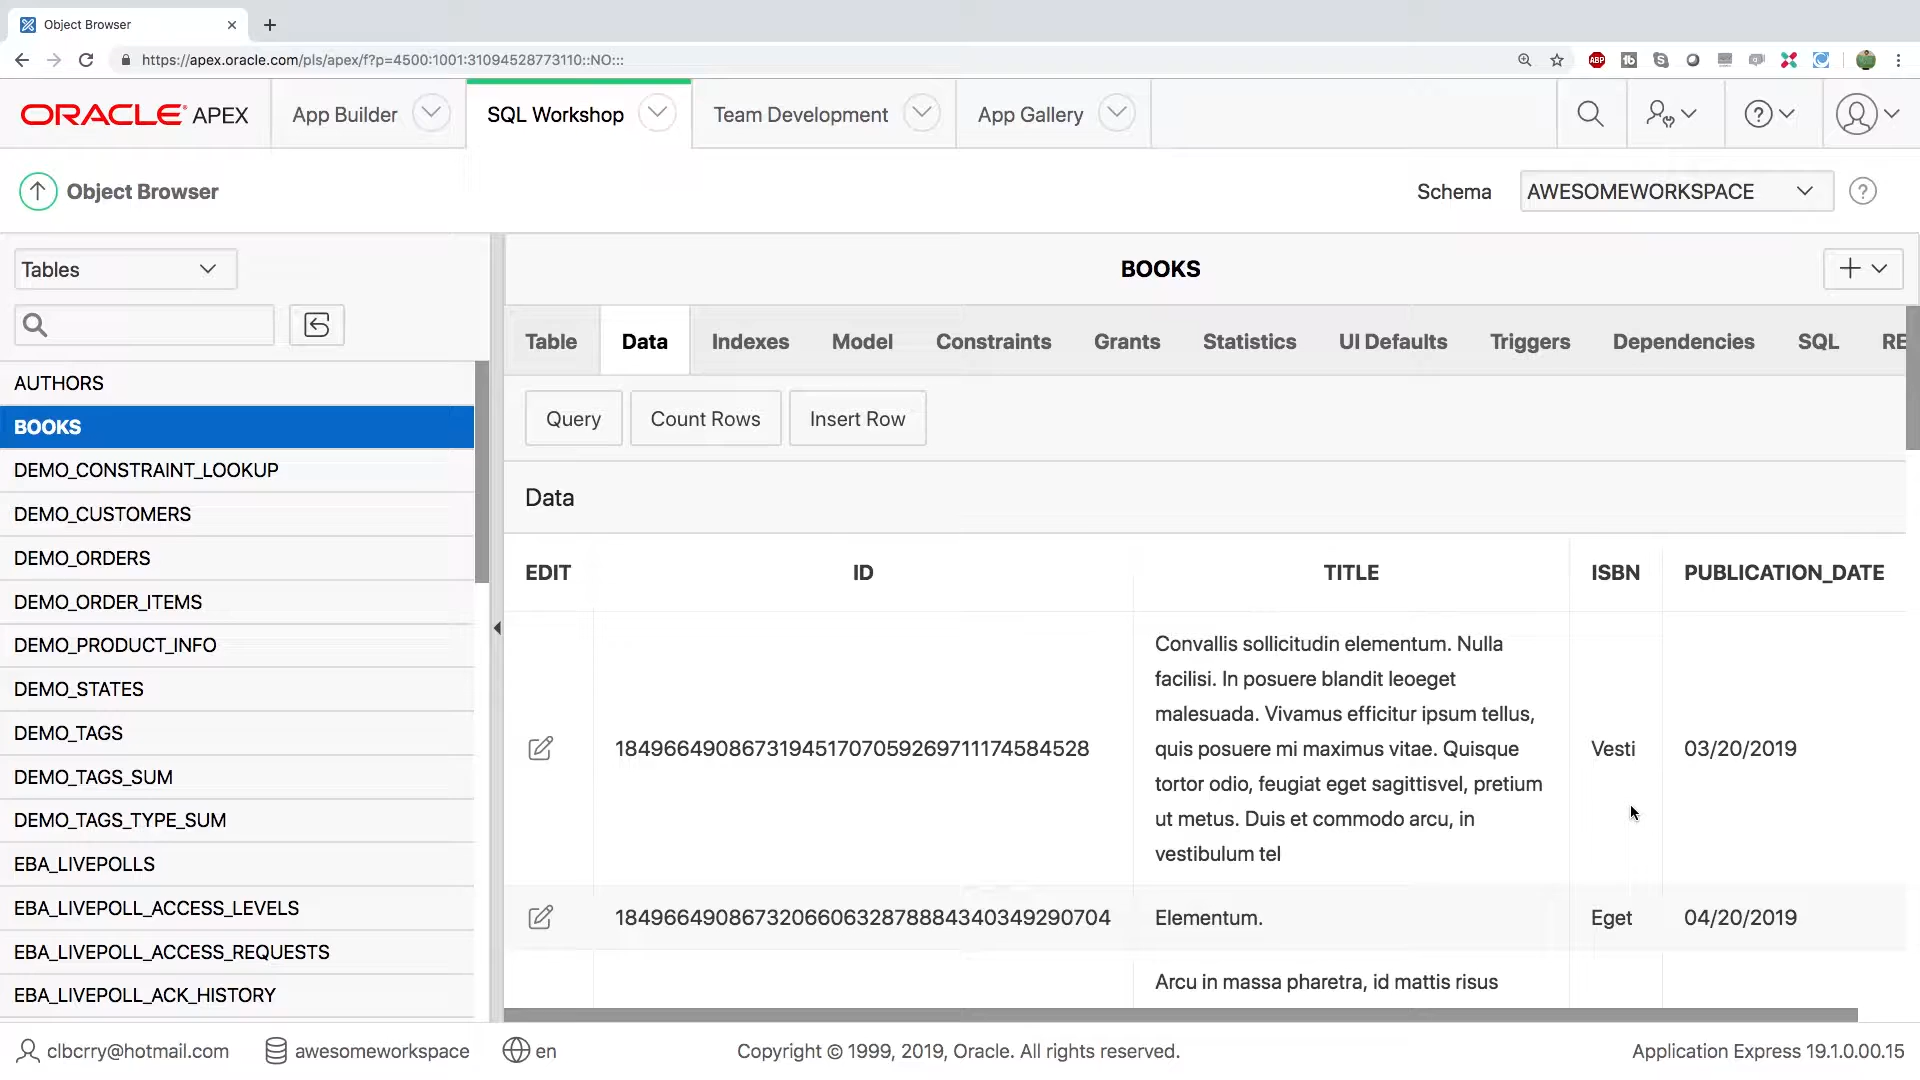 Object Browser
https://apex.oracle.com/pls/apex/f?p=4500:1001:31094528773110::NO:::
ABP
ORACLE APEX
App Builder
SQL Workshop
Team Development
App Gallery
Object Browser
Schema
AWESOMEWORKSPACE
Tables
AUTHORS
BOOKS
DEMO_CONSTRAINT_LOOKUP
DEMO_CUSTOMERS
DEMO_ORDERS
DEMO_ORDER_ITEMS
DEMO_PRODUCT_INFO
DEMO_STATES
DEMO_TAGS
DEMO_TAGS_SUM
DEMO_TAGS_TYPE_SUM
EBA_LIVEPOLLS
EBA_LIVEPOLL_ACCESS_LEVELS
EBA_LIVEPOLL_ACCESS_REQUESTS
EBA_LIVEPOLL_ACK_HISTORY
BOOKS
Table Data Indexes Model Constraints Grants Statistics UI Defaults Triggers Dependencies SQL RE
Query Count Rows Insert Row
Data
EDIT ID TITLE ISBN PUBLICATION_DATE
Convallis sollicitudin elementum. Nulla
facilisi. In posuere blandit leoeget
malesuada. Vivamus efficitur ipsum tellus,
184966490867319451707059269711174584528 quis posuere mi maximus vitae. Quisque Vesti 03/20/2019
tortor odio, feugiat eget sagittisvel, pretium
ut metus. Duis et commodo arcu, in
vestibulum tel
184966490867320660632878884340349290704 Elementum. Eget 04/20/2019
Arcu in massa pharetra, id mattis risus
clbcrry@hotmail.com awesomeworkspace en Copyright © 1999, 2019, Oracle. All rights reserved. Application Express 19.1.0.00.15